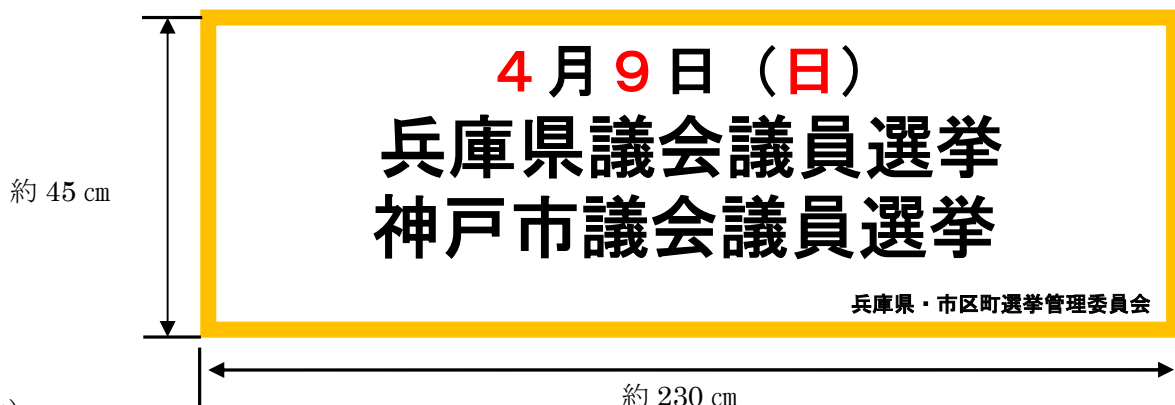 ４月９日（日）
兵庫県議会議員選挙
神戸市議会議員選挙
兵庫県・市区町選挙管理委員会
約 45 ㎝
約 230 ㎝